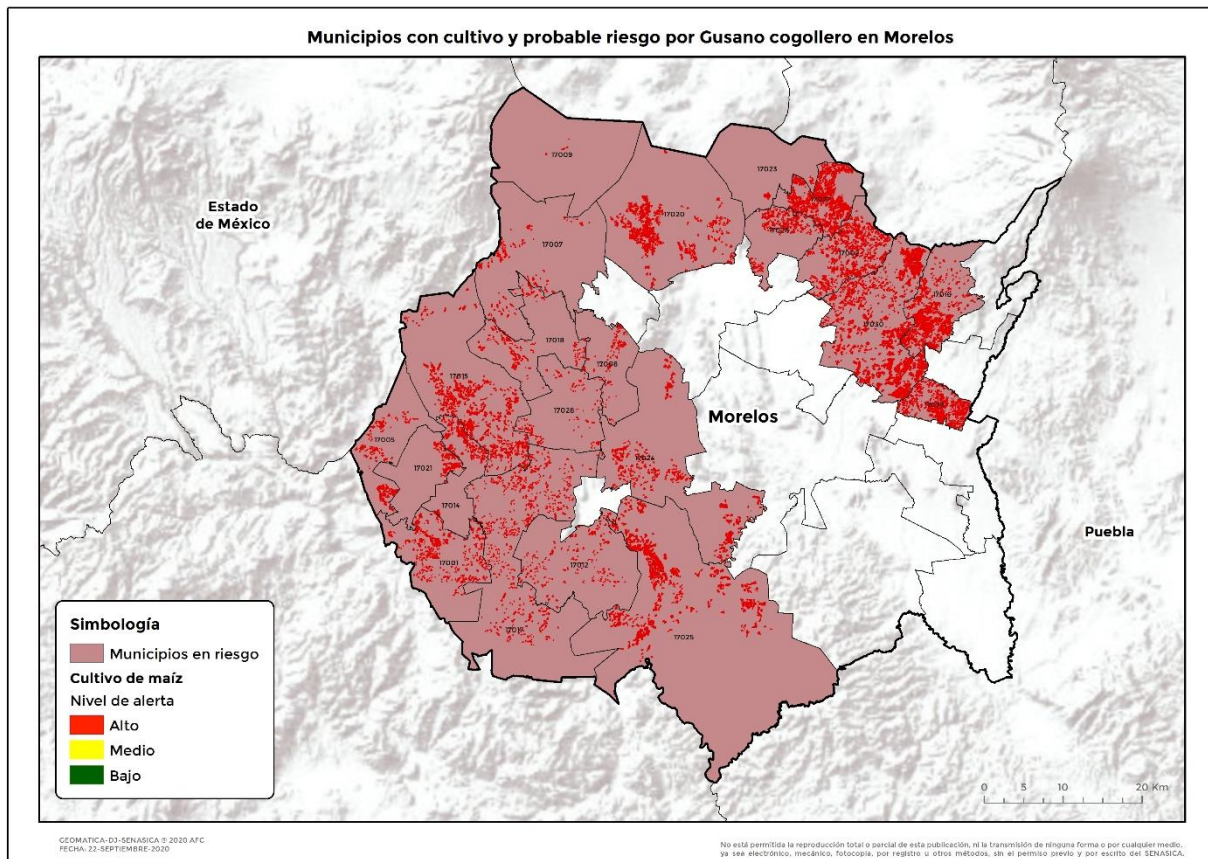 Municipios con cultivo y probable riesgo por Gusano cogollero en Morelos
17009
17023
Estado
de México
17020
17007
17018
17030
17008
17015
17028
Morelos
17005
17024
17021
17014
Puebla
17001
17012
17025
Simbología
Municipios en riesgo
Cultivo de maíz
Nivel de alerta
Alto
Medio
Bajo
0 5 10 20 Km
GEOMATICA-DJ-SENASICA ® 2020 AFC
FECHA: 22-SEPTIEMBRE-2020
No está permitida la reproducción total o parcial de esta publicación, ni la transmisión de ninguna forma o por cualquier medio,
ya sea electrónico, mecánico, fotocopia, por registro u otros métodos, sin el permiso previo y por escrito del SENASICA.